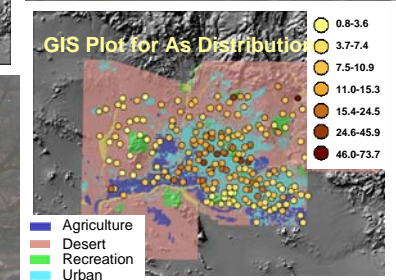 GIS Plot for As Distribution
0.8-3.6
3.7-7.4
7.5-10.9
11.0-15.3
15.4-24.5
24.6-45.9
46.0-73.7
Agriculture
Desert
Recreation
Urban